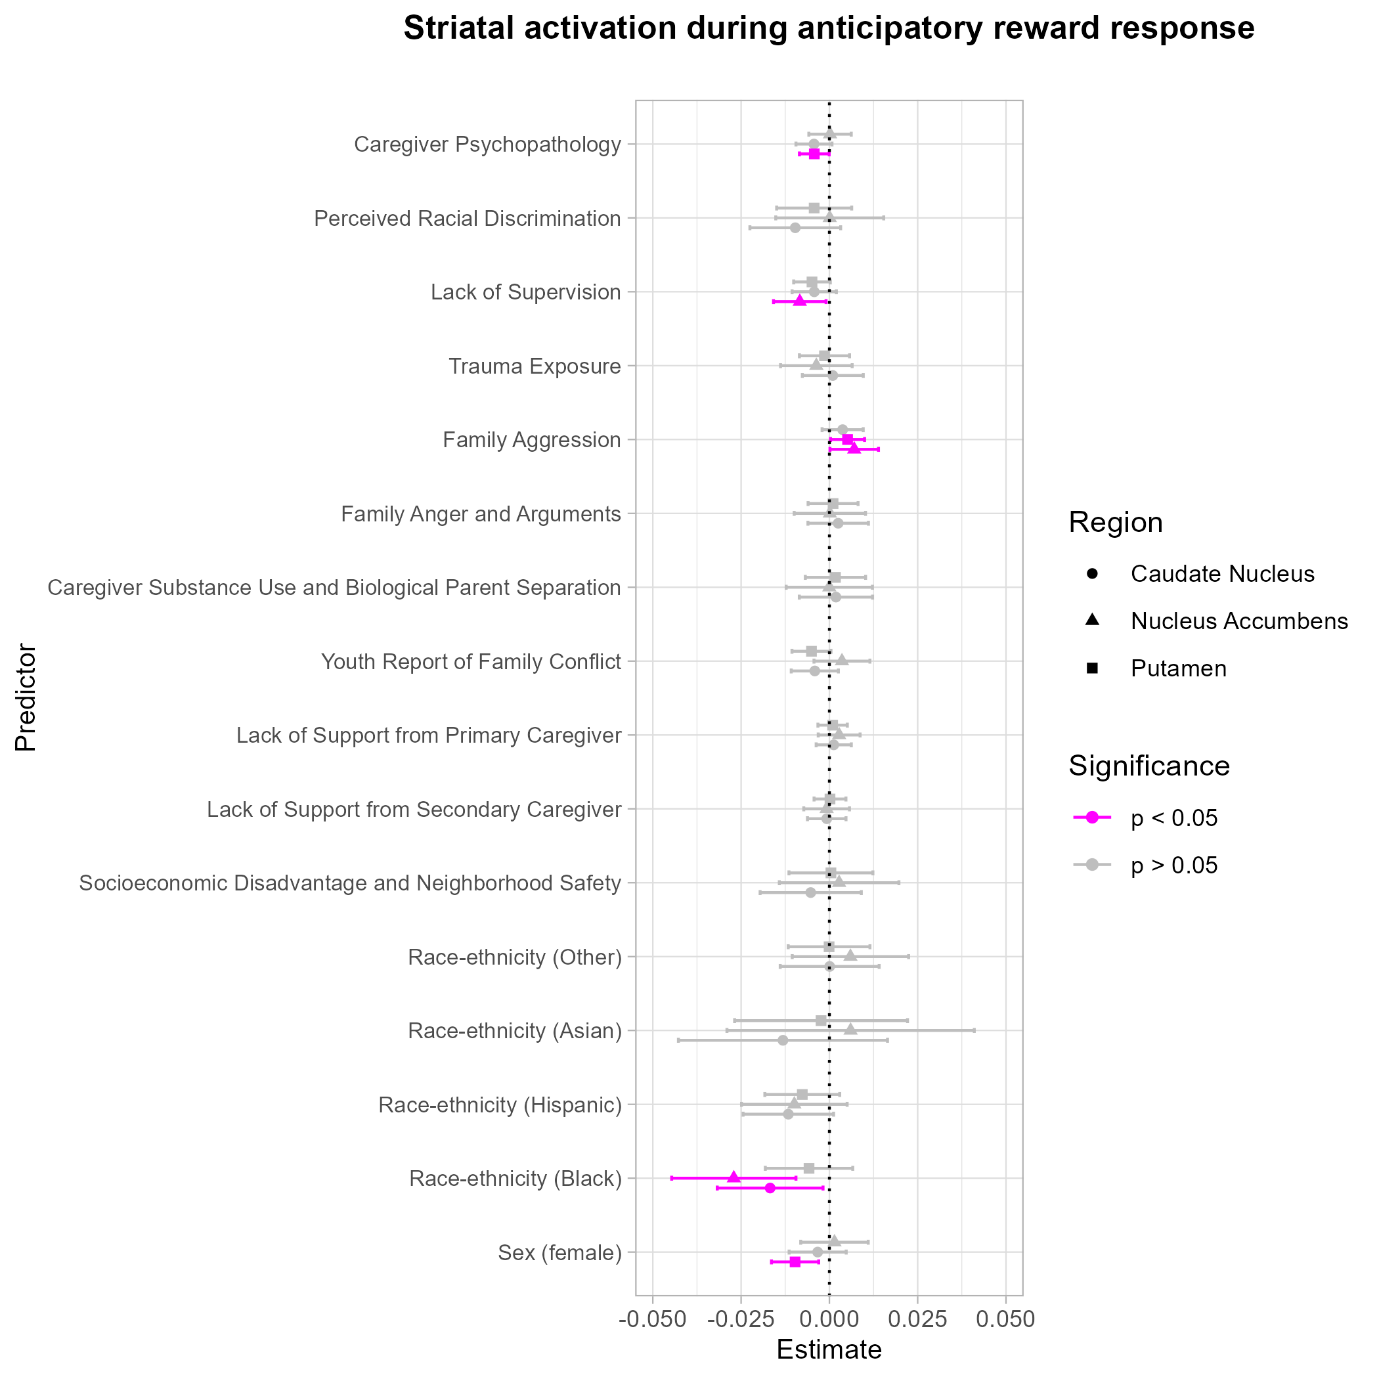 Striatal activation during anticipatory reward response
Caregiver Psychopathology
Perceived Racial Discrimination
Lack of Supervision
Trauma Exposure
Family Aggression
Family Anger and Arguments
Caregiver Substance Use and Biological Parent Separation
Youth Report of Family Conflict
Lack of Support from Primary Caregiver
Lack of Support from Secondary Caregiver
Socioeconomic Disadvantage and Neighborhood Safety
Race-ethnicity (Other)
Race-ethnicity (Asian)
Race-ethnicity (Hispanic)
Race-ethnicity (Black)
Sex (female)
Predictor
-0.050 -0.025 0.000 0.025 0.050
Estimate
Region
Caudate Nucleus
Nucleus Accumbens
Putamen
Significance
p < 0.05
p > 0.05